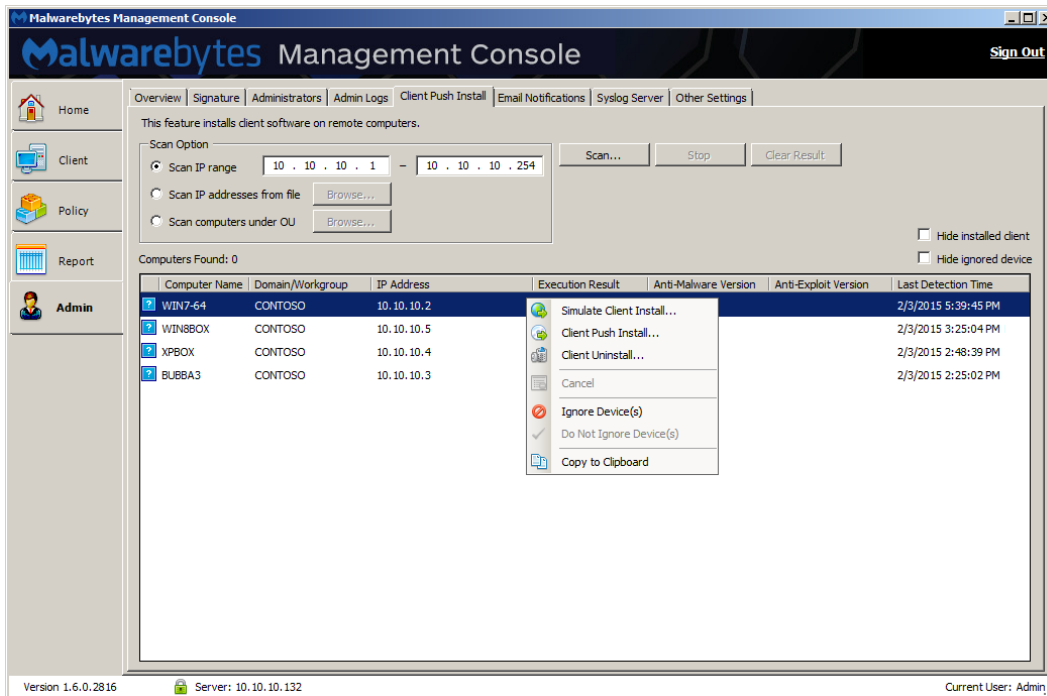 Malwarebytes Management Console
Malwarebytes Management Console
Sign Out
Home
Client
Policy
Report
Admin
Overview Signature Administrators Admin Logs Client Push Install Email Notifications Syslog Server Other Settings
This feature installs client software on remote computers.
Scan Option
Scan IP range 10 . 10 . 10 . 1 – 10 . 10 . 10 . 254
Scan... Stop Clear Result
Scan IP addresses from file Browse...
Scan computers under OU Browse...
Hide installed client
Computers Found: 0 Hide ignored device
Computer Name Domain/Workgroup IP Address Execution Result Anti-Malware Version Anti-Exploit Version Last Detection Time
WIN7-64 CONTOSO 10.10.10.2 2/3/2015 5:39:45 PM
WIN8BOX CONTOSO 10.10.10.5 2/3/2015 3:25:04 PM
XPBOX CONTOSO 10.10.10.4 2/3/2015 2:48:39 PM
BUBBA3 CONTOSO 10.10.10.3 2/3/2015 2:25:02 PM
Simulate Client Install...
Client Push Install...
Client Uninstall...
Cancel
Ignore Device(s)
Do Not Ignore Device(s)
Copy to Clipboard
Version 1.6.0.2816 Server: 10.10.10.132 Current User: Admin